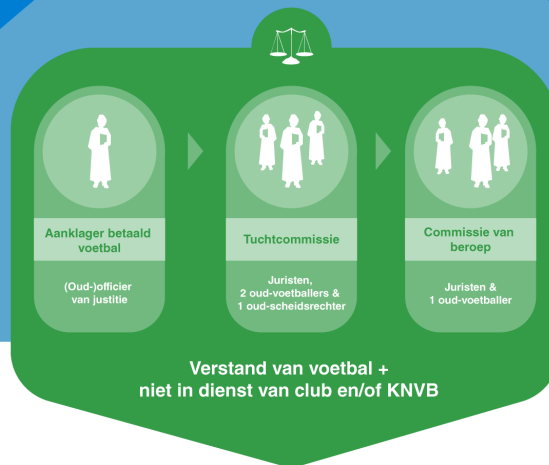 Aanklager betaald
voetbal
(Oud-)officier
van justitie
Tuchtcommissie
Juristen,
2 oud-voetballers &
1 oud-scheidsrechter
Commissie van
beroep
Juristen &
1 oud-voetballer
Verstand van voetbal +
niet in dienst van club en/of KNVB